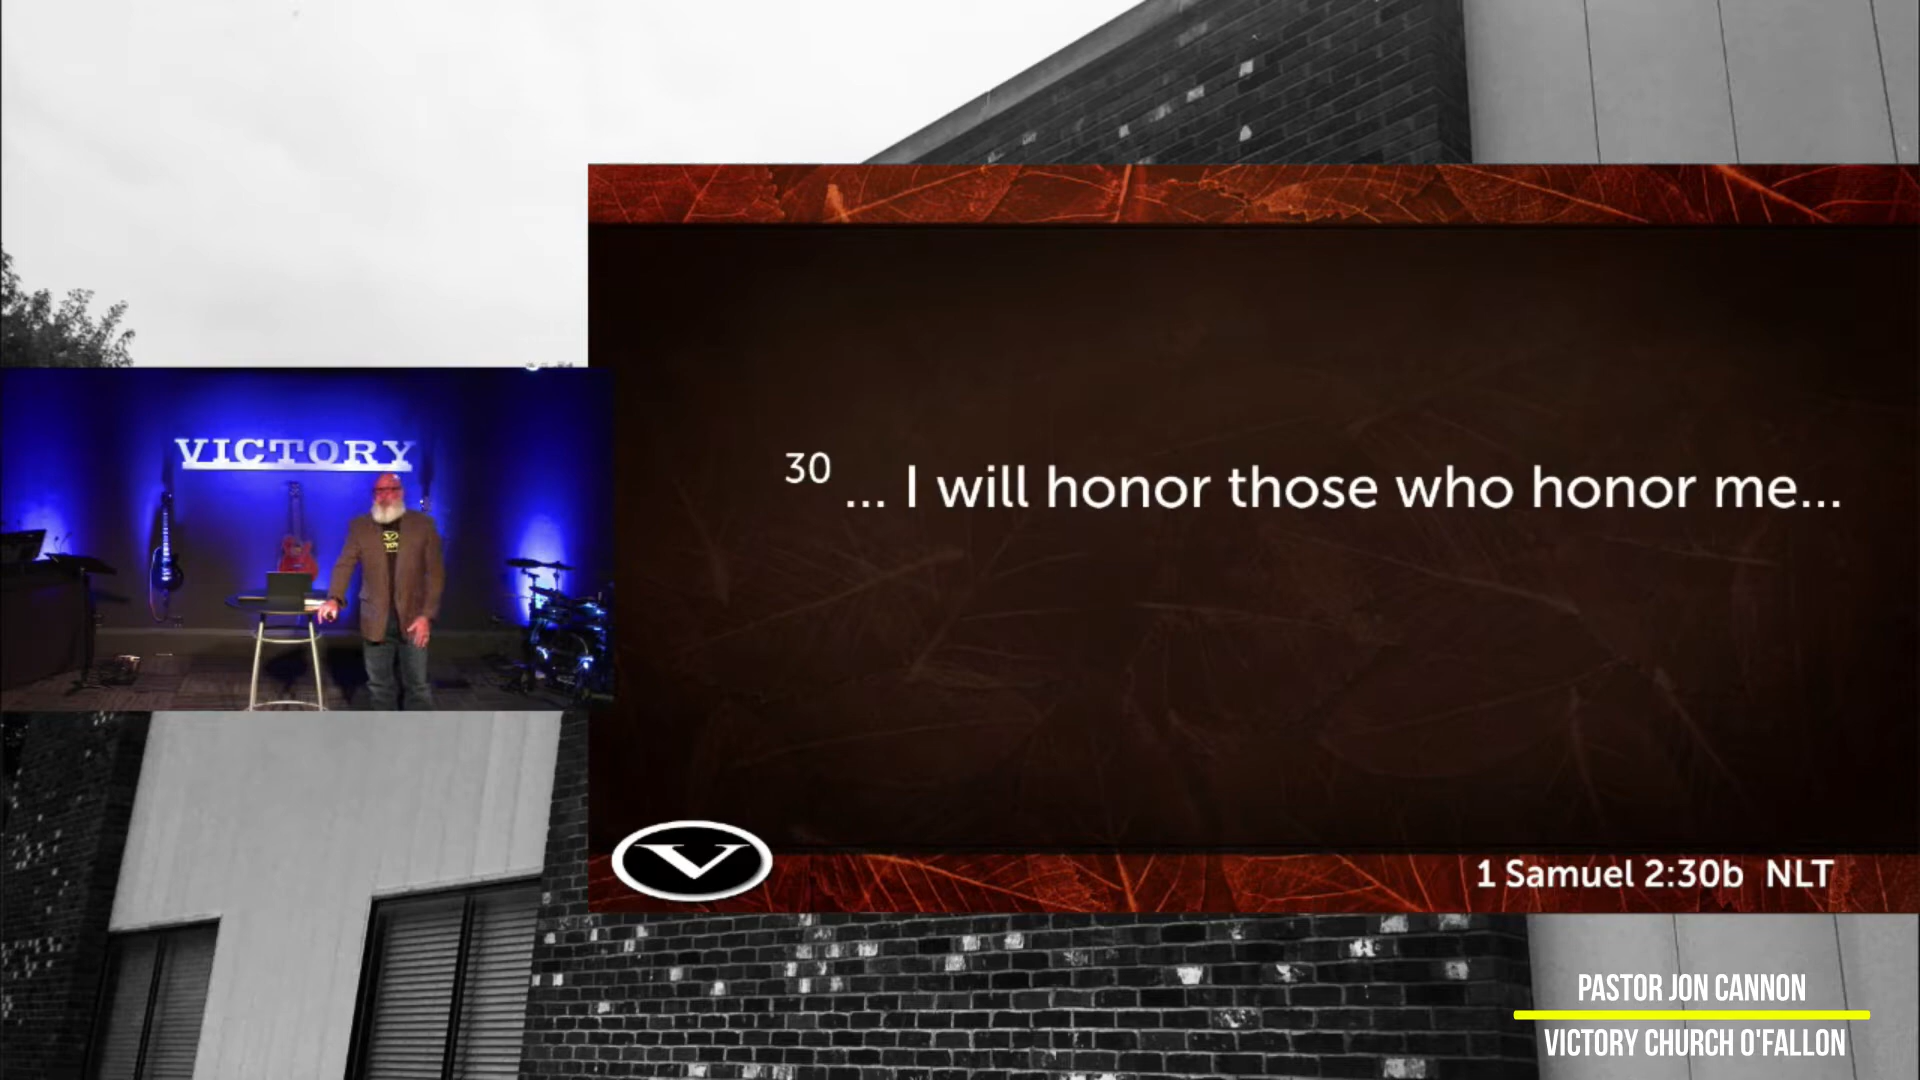 VICTORY
30 ... I will honor those who honor me...
V
1 Samuel 2:30b NLT
PASTOR JON CANNON
VICTORY CHURCH O'FALLON